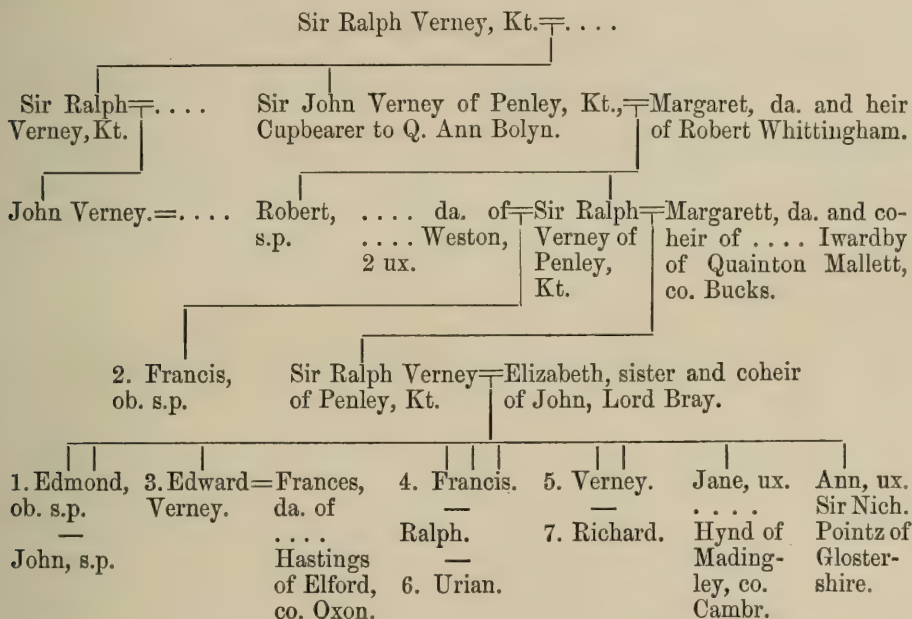 Sir Ralph Verney, Kt.=. . . .
Sir Ralph=. . . .
Verney, Kt.
Sir John Verney of Penley, Kt.,=Margaret, da. and heir
Cupbearer to Q. Ann Bolyn. of Robert Whittingham.
John Verney.=. . . .
Robert,
s.p.
. . . . da. of=Sir Ralph=Margarett, da. and co-
. . . . Weston, Verney of heir of . . . . Iwardby
2 ux. Penley, of Quainton Mallett,
Kt. co. Bucks.
2. Francis,
ob. s.p.
Sir Ralph Verney=Elizabeth, sister and coheir
of Penley, Kt. of John, Lord Bray.
1. Edmond,
ob. s.p.
—
John, s.p.
3. Edward=Frances,
Verney. da. of
. . . .
Hastings
of Elford,
co. Oxon.
4. Francis.
—
Ralph.
—
6. Urian.
5. Verney.
—
7. Richard.
Jane, ux.
. . . .
Hynd of
Mading-
ley, co.
Cambr.
Ann, ux.
Sir Nich.
Pointz of
Gloster-
shire.